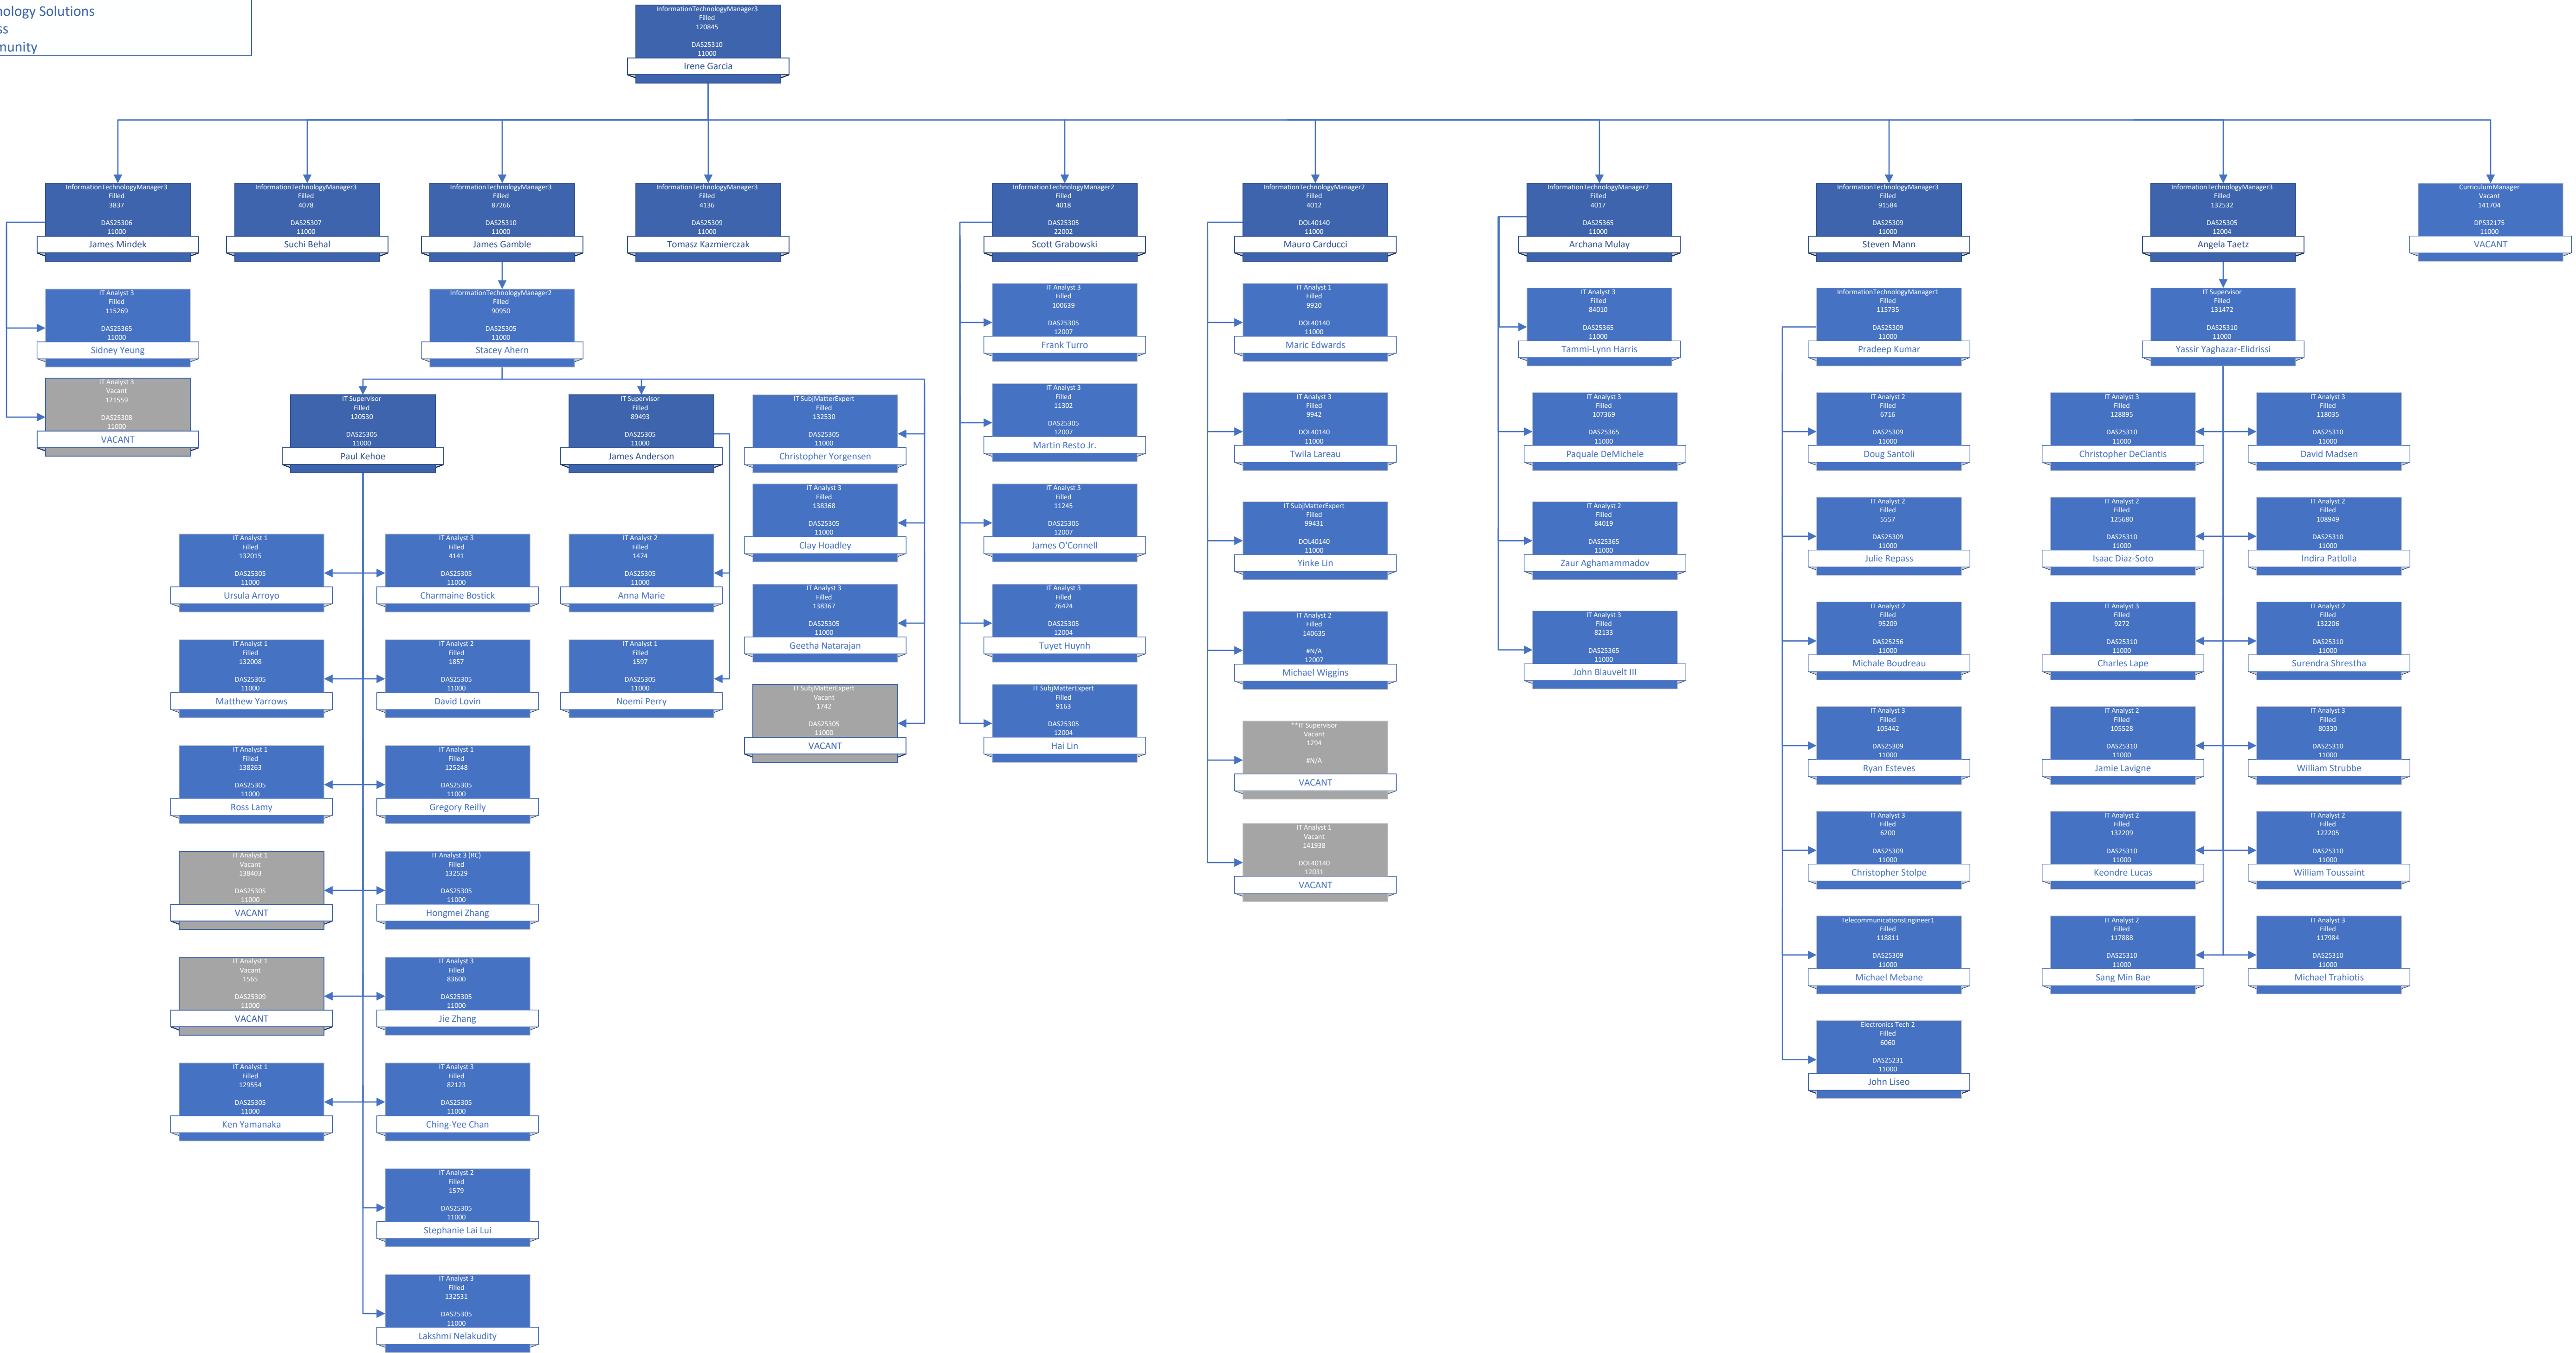 nology Solutions
ss
munity
InformationTechnologyManager3
Filled
120845
DAS25310
11000
Irene Garcia
InformationTechnologyManager3
Filled
3837
DAS25306
11000
James Mindek
InformationTechnologyManager3
Filled
4078
DAS25307
11000
Suchi Behal
InformationTechnologyManager3
Filled
87266
DAS25310
11000
James Gamble
InformationTechnologyManager3
Filled
4136
DAS25309
11000
Tomasz Kazmierczak
InformationTechnologyManager2
Filled
4018
DAS25305
22002
Scott Grabowski
InformationTechnologyManager2
Filled
4012
DOL40140
11000
Mauro Carducci
InformationTechnologyManager2
Filled
4017
DAS25365
11000
Archana Mulay
InformationTechnologyManager3
Filled
91584
DAS25309
11000
Steven Mann
InformationTechnologyManager3
Filled
132532
DAS25305
12004
Angela Taetz
CurriculumManager
Vacant
141704
DPS32175
11000
VACANT
IT Analyst 3
Filled
115269
DAS25365
11000
Sidney Yeung
IT Analyst 3
Vacant
121559
DAS25308
11000
VACANT
InformationTechnologyManager2
Filled
90950
DAS25305
11000
Stacey Ahern
IT Supervisor
Filled
120530
DAS25305
11000
Paul Kehoe
IT Supervisor
Filled
89493
DAS25305
11000
James Anderson
IT SubjMatterExpert
Filled
132530
DAS25305
11000
Christopher Yorgensen
IT Analyst 3
Filled
138368
DAS25305
11000
Clay Hoadley
IT Analyst 3
Filled
138367
DAS25305
11000
Geetha Natarajan
IT SubjMatterExpert
Vacant
1742
DAS25305
11000
VACANT
IT Analyst 1
Filled
132015
DAS25305
11000
Ursula Arroyo
IT Analyst 3
Filled
4141
DAS25305
11000
Charmaine Bostick
IT Analyst 2
Filled
1474
DAS25305
11000
Anna Marie
IT Analyst 1
Filled
132008
DAS25305
11000
Matthew Yarrows
IT Analyst 2
Filled
1857
DAS25305
11000
David Lovin
IT Analyst 1
Filled
1597
DAS25305
11000
Noemi Perry
IT Analyst 1
Filled
138263
DAS25305
11000
Ross Lamy
IT Analyst 1
Filled
125248
DAS25305
11000
Gregory Reilly
IT Analyst 1
Vacant
138403
DAS25305
11000
VACANT
IT Analyst 3 (RC)
Filled
132529
DAS25305
11000
Hongmei Zhang
IT Analyst 1
Vacant
1565
DAS25309
11000
VACANT
IT Analyst 3
Filled
83600
DAS25305
11000
Jie Zhang
IT Analyst 1
Filled
129554
DAS25305
11000
Ken Yamanaka
IT Analyst 3
Filled
82123
DAS25305
11000
Ching-Yee Chan
IT Analyst 2
Filled
1579
DAS25305
11000
Stephanie Lai Lui
IT Analyst 3
Filled
132531
DAS25305
11000
Lakshmi Nelakudity
IT Analyst 3
Filled
100639
DAS25305
12007
Frank Turro
IT Analyst 3
Filled
11302
DAS25305
12007
Martin Resto Jr.
IT Analyst 3
Filled
11245
DAS25305
12007
James O'Connell
IT Analyst 3
Filled
76424
DAS25305
12004
Tuyet Huynh
IT SubjMatterExpert
Filled
9163
DAS25305
12004
Hai Lin
IT Analyst 1
Filled
9920
DOL40140
11000
Maric Edwards
IT Analyst 3
Filled
9942
DOL40140
11000
Twila Lareau
IT SubjMatterExpert
Filled
99431
DOL40140
11000
Yinke Lin
IT Analyst 2
Filled
140635
#N/A
12007
Michael Wiggins
**IT Supervisor
Vacant
1294
#N/A
VACANT
IT Analyst 1
Vacant
141938
DOL40140
12031
VACANT
IT Analyst 3
Filled
84010
DAS25365
11000
Tammi-Lynn Harris
IT Analyst 3
Filled
107369
DAS25365
11000
Paquale DeMichele
IT Analyst 2
Filled
84019
DAS25365
11000
Zaur Aghamammadov
IT Analyst 3
Filled
82133
DAS25365
11000
John Blauvelt III
InformationTechnologyManager1
Filled
115735
DAS25309
11000
Pradeep Kumar
IT Analyst 2
Filled
6716
DAS25309
11000
Doug Santoli
IT Analyst 2
Filled
5557
DAS25309
11000
Julie Repass
IT Analyst 2
Filled
95209
DAS25256
11000
Michale Boudreau
IT Analyst 3
Filled
105442
DAS25309
11000
Ryan Esteves
IT Analyst 3
Filled
6200
DAS25309
11000
Christopher Stolpe
TelecommunicationsEngineer1
Filled
118811
DAS25309
11000
Michael Mebane
Electronics Tech 2
Filled
6060
DAS25231
11000
John Liseo
IT Supervisor
Filled
131472
DAS25310
11000
Yassir Yaghazar-Elidrissi
IT Analyst 3
Filled
128895
DAS25310
11000
Christopher DeCiantis
IT Analyst 3
Filled
118035
DAS25310
11000
David Madsen
IT Analyst 2
Filled
125680
DAS25310
11000
Isaac Diaz-Soto
IT Analyst 2
Filled
108949
DAS25310
11000
Indira Patlolla
IT Analyst 3
Filled
9272
DAS25310
11000
Charles Lape
IT Analyst 2
Filled
132206
DAS25310
11000
Surendra Shrestha
IT Analyst 2
Filled
105528
DAS25310
11000
Jamie Lavigne
IT Analyst 3
Filled
80330
DAS25310
11000
William Strubbe
IT Analyst 2
Filled
132209
DAS25310
11000
Keondre Lucas
IT Analyst 2
Filled
122205
DAS25310
11000
William Toussaint
IT Analyst 2
Filled
117888
DAS25310
11000
Sang Min Bae
IT Analyst 3
Filled
117984
DAS25310
11000
Michael Trahiotis